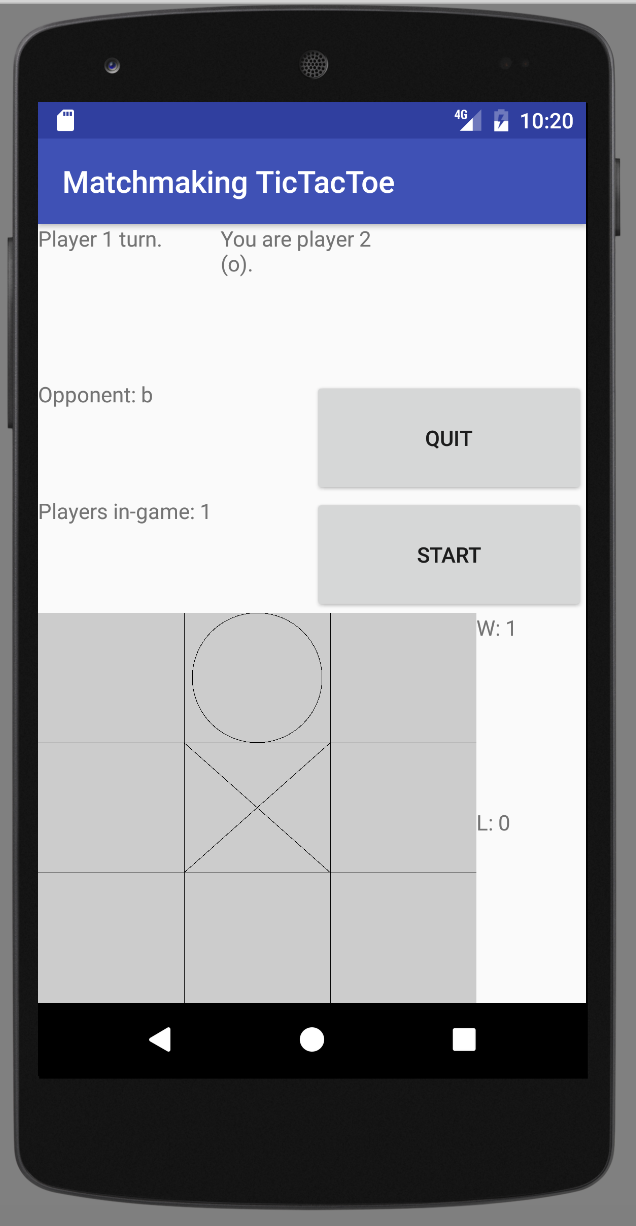 4G 10:20
Matchmaking TicTacToe
Player 1 turn.
You are player 2
(o).
Opponent: b
QUIT
Players in-game: 1
START
W: 1
L: 0